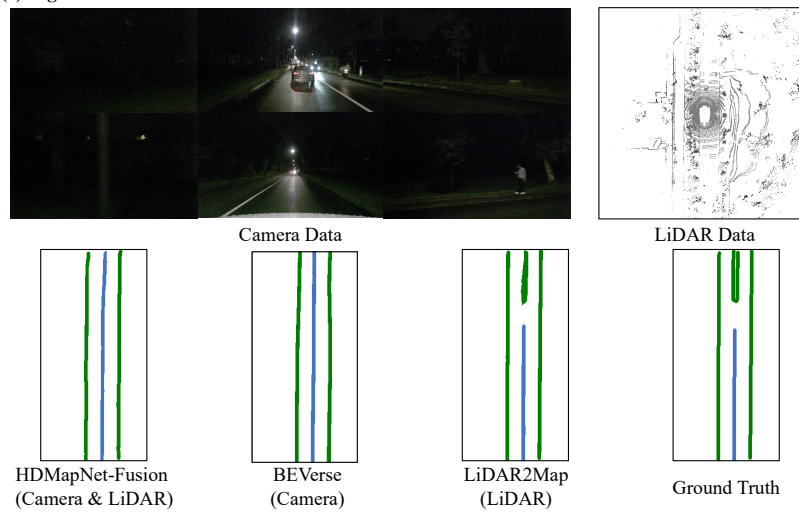 Camera Data
LiDAR Data
HDMapNet-Fusion
(Camera & LiDAR)
BEVerse
(Camera)
LiDAR2Map
(LiDAR)
Ground Truth